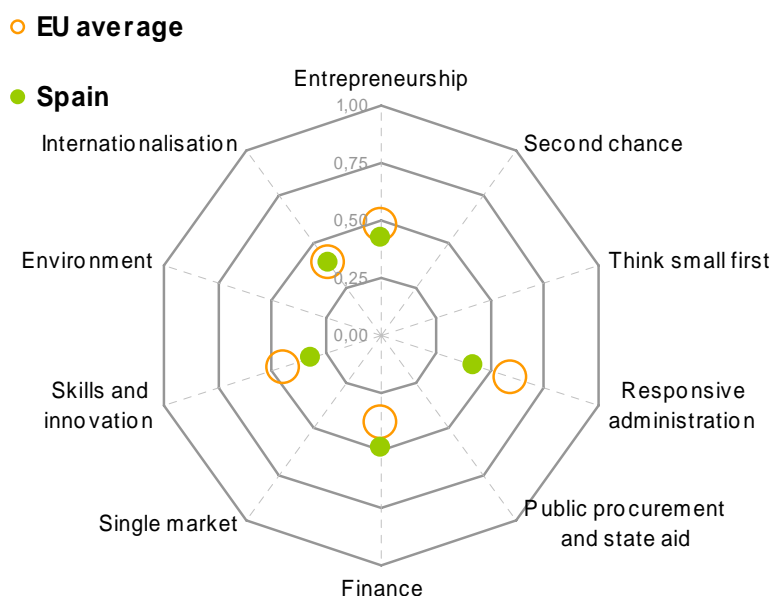 EU average
Spain
Entrepreneurship
1,00
Internationalisation
Second chance
0,75
0,50
Environment
Think small first
0,25
0,00
Skills and
innovation
Responsive
administration
Single market
Public procurement
and state aid
Finance